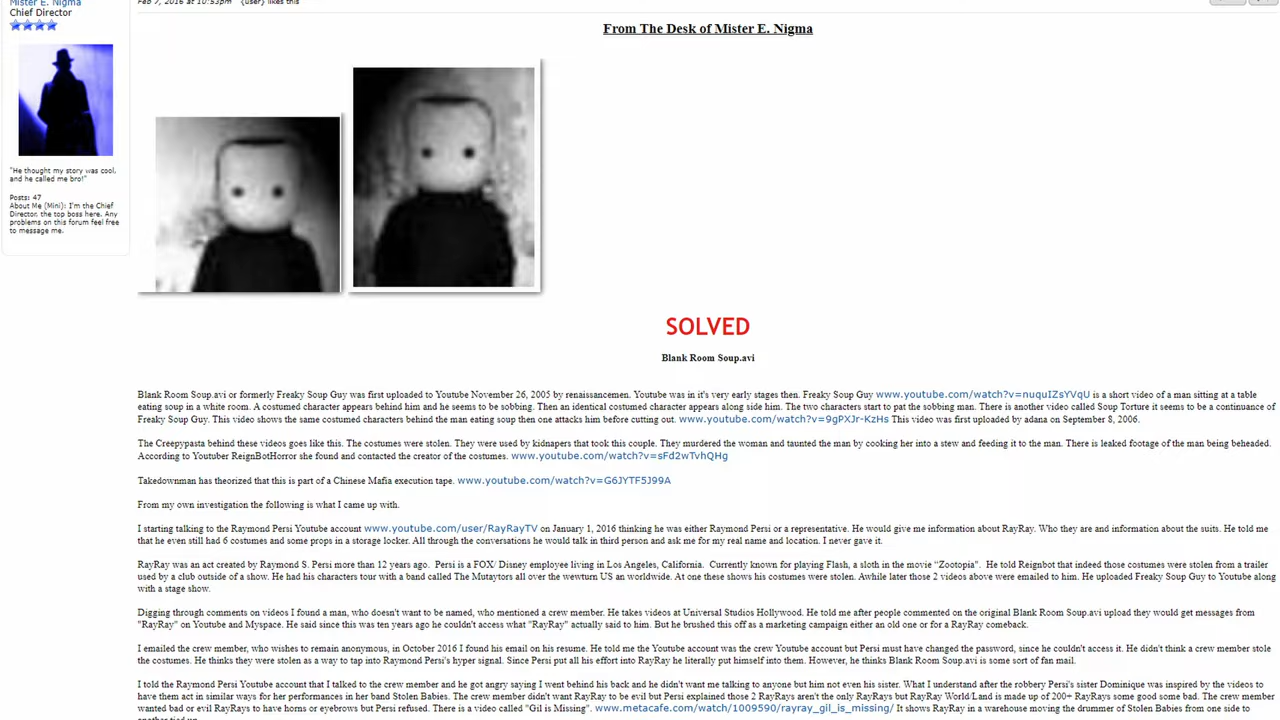 Mister E. Nigma
Chief Director
"He thought my story was cool,
and he called me bro!"
Posts: 47
About Me (Mini): I'm the Chief
Director, the top boss here. Any
problems on this forum feel free
to message me.
Feb 7, 2016 at 10:53pm {user} likes this
From The Desk of Mister E. Nigma
SOLVED
Blank Room Soup.avi
Blank Room Soup.avi or formerly Freaky Soup Guy was first uploaded to Youtube November 26, 2005 by renaissancemen. Youtube was in it's very early stages then. Freaky Soup Guy www.youtube.com/watch?v=nuquIZsYVqU is a short video of a man sitting at a table
eating soup in a white room. A costumed character appears behind him and he seems to be sobbing. Then an identical costumed character appears along side him. The two characters start to pat the sobbing man. There is another video called Soup Torture it seems to be a continuance of
Freaky Soup Guy. This video shows the same costumed characters behind the man eating soup then one attacks him before cutting out. www.youtube.com/watch?v=9gPXJr-KzHs This video was first uploaded by adana on September 8, 2006.
The Creepypasta behind these videos goes like this. The costumes were stolen. They were used by kidnapers that took this couple. They murdered the woman and taunted the man by cooking her into a stew and feeding it to the man. There is leaked footage of the man being beheaded.
According to Youtuber ReignBotHorror she found and contacted the creator of the costumes. www.youtube.com/watch?v=sFd2wTvhQHg
Takedownman has theorized that this is part of a Chinese Mafia execution tape. www.youtube.com/watch?v=G6JYTF5J99A
From my own investigation the following is what I came up with.
I starting talking to the Raymond Persi Youtube account www.youtube.com/user/RayRayTV on January 1, 2016 thinking he was either Raymond Persi or a representative. He would give me information about RayRay. Who they are and information about the suits. He told me
that he even still had 6 costumes and some props in a storage locker. All through the conversations he would talk in third person and ask me for my real name and location. I never gave it.
RayRay was an act created by Raymond S. Persi more than 12 years ago. Persi is a FOX/ Disney employee living in Los Angeles, California. Currently known for playing Flash, a sloth in the movie "Zootopia". He told Reignbot that indeed those costumes were stolen from a trailer
used by a club outside of a show. He had his characters tour with a band called The Mutaytors all over the wewturn US an worldwide. At one these shows his costumes were stolen. Awhile later those 2 videos above were emailed to him. He uploaded Freaky Soup Guy to Youtube along
with a stage show.
Digging through comments on videos I found a man, who doesn't want to be named, who mentioned a crew member. He takes videos at Universal Studios Hollywood. He told me after people commented on the original Blank Room Soup.avi upload they would get messages from
"RayRay" on Youtube and Myspace. He said since this was ten years ago he couldn't access what "RayRay" actually said to him. But he brushed this off as a marketing campaign either an old one or for a RayRay comeback.
I emailed the crew member, who wishes to remain anonymous, in October 2016 I found his email on his resume. He told me the Youtube account was the crew Youtube account but Persi must have changed the password, since he couldn't access it. He didn't think a crew member stole
the costumes. He thinks they were stolen as a way to tap into Raymond Persi's hyper signal. Since Persi put all his effort into RayRay he literally put himself into them. However, he thinks Blank Room Soup.avi is some sort of fan mail.
I told the Raymond Persi Youtube account that I talked to the crew member and he got angry saying I went behind his back and he didn't want me talking to anyone but him not even his sister. What I understand after the robbery Persi's sister Dominique was inspired by the videos to
have them act in similar ways for her performances in her band Stolen Babies. The crew member didn't want RayRay to be evil but Persi explained those 2 RayRays aren't the only RayRays but RayRay World/Land is made up of 200+ RayRays some good some bad. The crew member
wanted bad or evil RayRays to have horns or eyebrows but Persi refused. There is a video called "Gil is Missing". www.metacafe.com/watch/1009590/rayray_gil_is_missing/ It shows RayRay in a warehouse moving the drummer of Stolen Babies from one side to
another tied up.